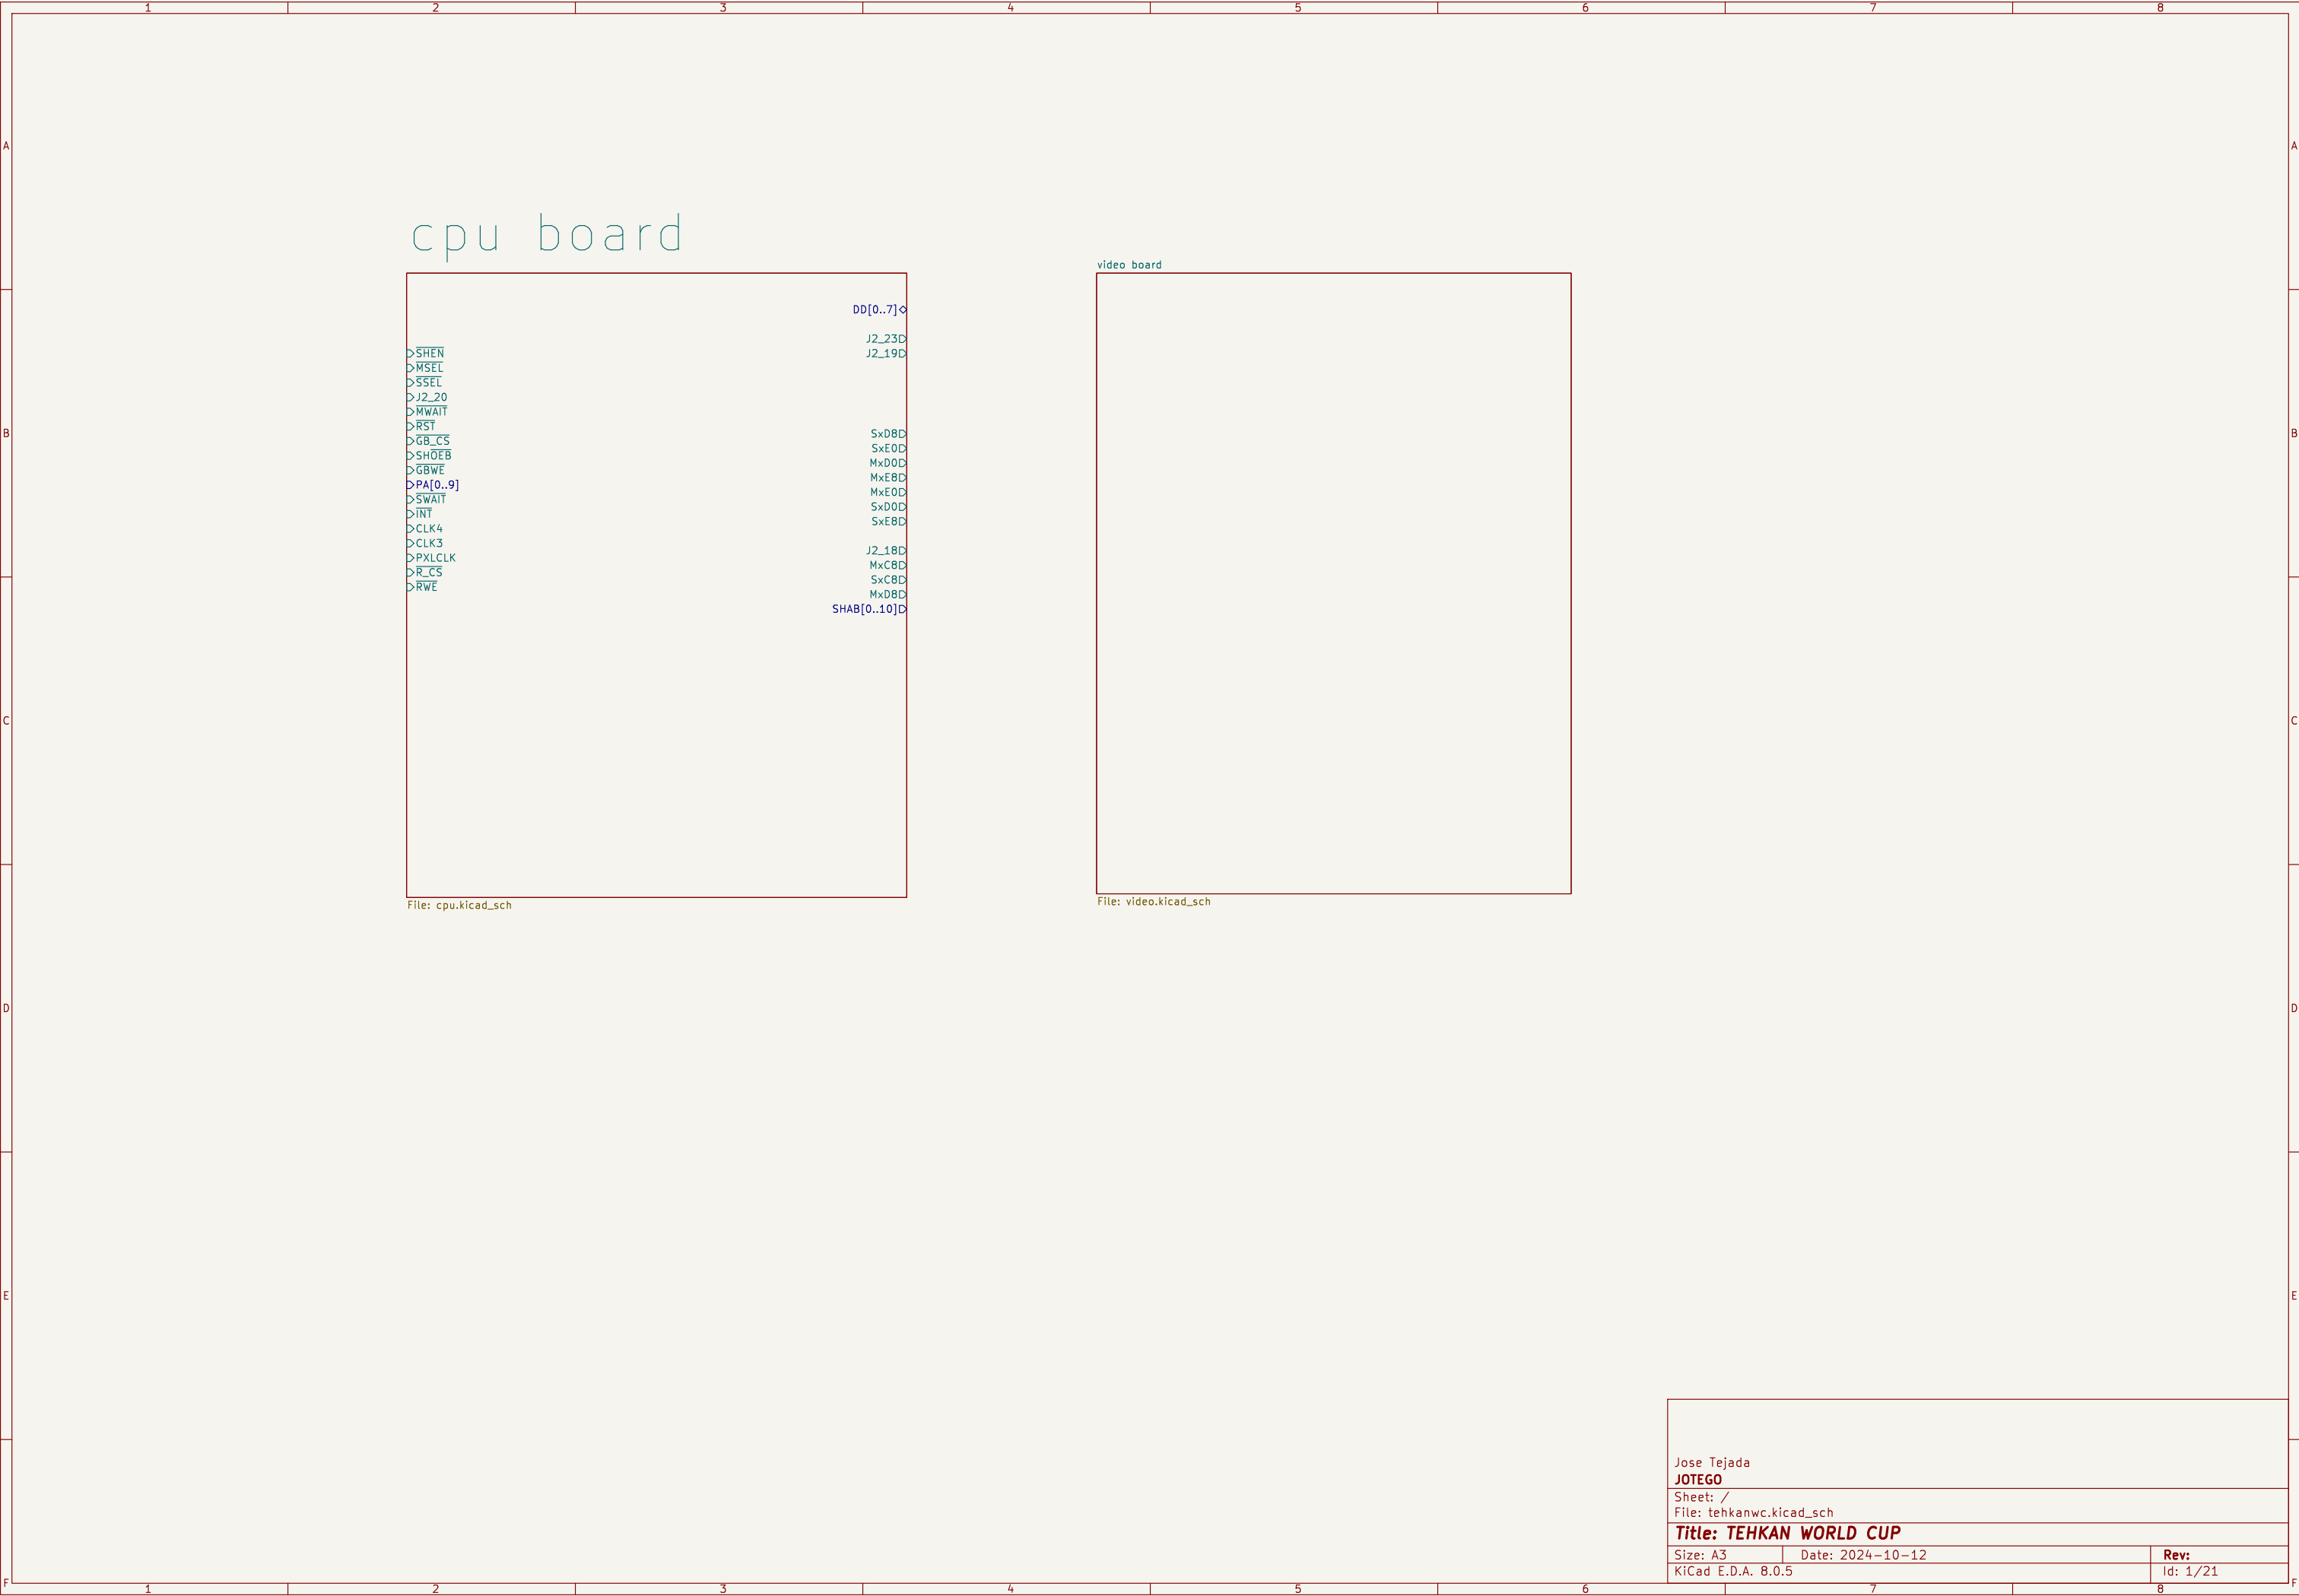 1 2 3 4 5 6 7 8
A A
cpu board
video board
DD[0..7]
J2_23
SHEN J2_19
MSEL
SSEL
J2_20
MWAIT
RST
B B
GB_CS SxD8
SHOEB SxE0
GBWE MxD0
PA[0..9] MxE8
SWAIT MxE0
INT SxD0
CLK4 SxE8
CLK3
PXLCLK J2_18
R_CS MxC8
RWE SxC8
MxD8
SHAB[0..10]
C C
File: cpu.kicad_sch File: video.kicad_sch
D D
E E
Jose Tejada
JOTEGO
Sheet: /
File: tehkanwc.kicad_sch
Title: TEHKAN WORLD CUP
Size: A3 Date: 2024-10-12 Rev:
KiCad E.D.A. 8.0.5 Id: 1/21
F F
1 2 3 4 5 6 7 8